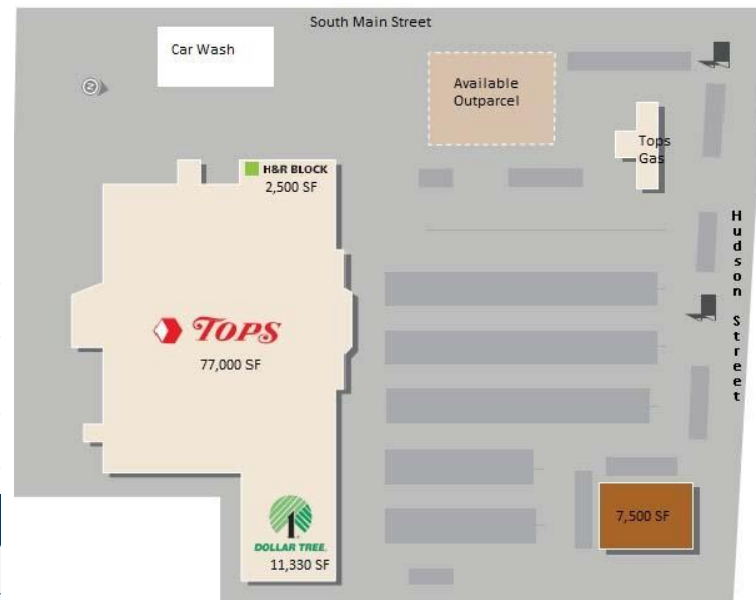 South Main Street
Car Wash
Available
Outparcel
Tops
Gas
H&R BLOCK
2,500 SF
Hudson Street
TOPS
77,000 SF
7,500 SF
DOLLAR TREE.
11,330 SF